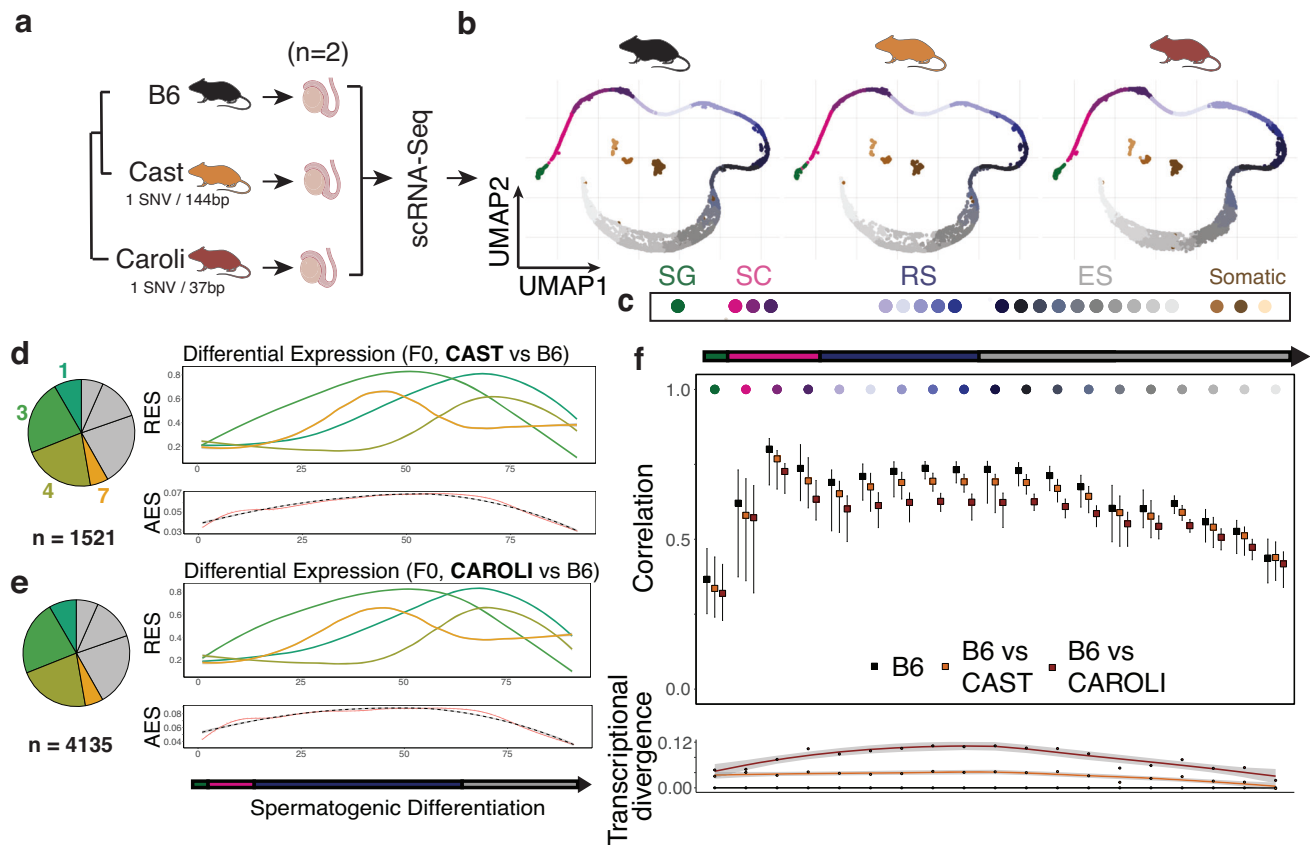 a
(n=2)
B6
Cast
1 SNV / 144bp
Caroli
1 SNV / 37bp
scRNA-Seq
b
UMAP2
UMAP1
SG
SC
RS
ES
Somatic
c
d
1
3
4
7
n = 1521
Differential Expression (F0, CAST vs B6)
RES
0.8
0.6
0.4
0.2
0
25
50
75
AES
0.07
0.05
0.03
0
25
50
75
e
n = 4135
Differential Expression (F0, CAROLI vs B6)
RES
0.8
0.6
0.4
0.2
0
25
50
75
AES
0.08
0.06
0.04
0
25
50
75
Spermatogenic Differentiation
f
Correlation
1.0
0.5
0.0
B6
B6 vs
CAST
B6 vs
CAROLI
Transcriptional
divergence
0.12
0.00